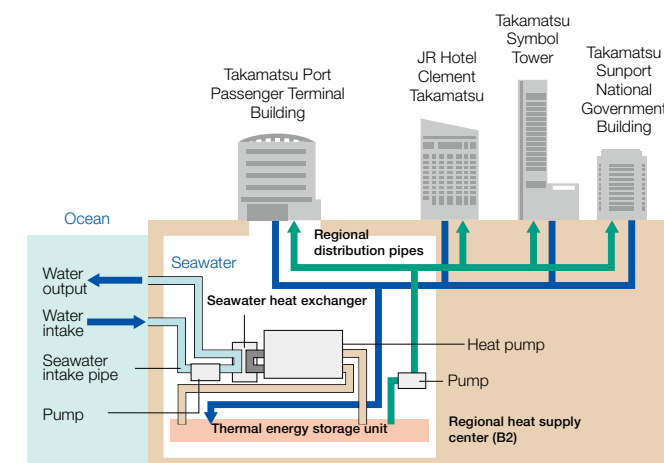 Takamatsu
Symbol
Tower
JR Hotel
Clement
Takamatsu
Takamatsu
Sunport
National
Government
Building
Takamatsu Port
Passenger Terminal
Building
Ocean
Regional
distribution pipes
Seawater
Water
output
Seawater heat exchanger
Water
intake
Heat pump
Seawater
intake pipe
Pump
Pump
Thermal energy storage unit
Regional heat supply
center (B2)